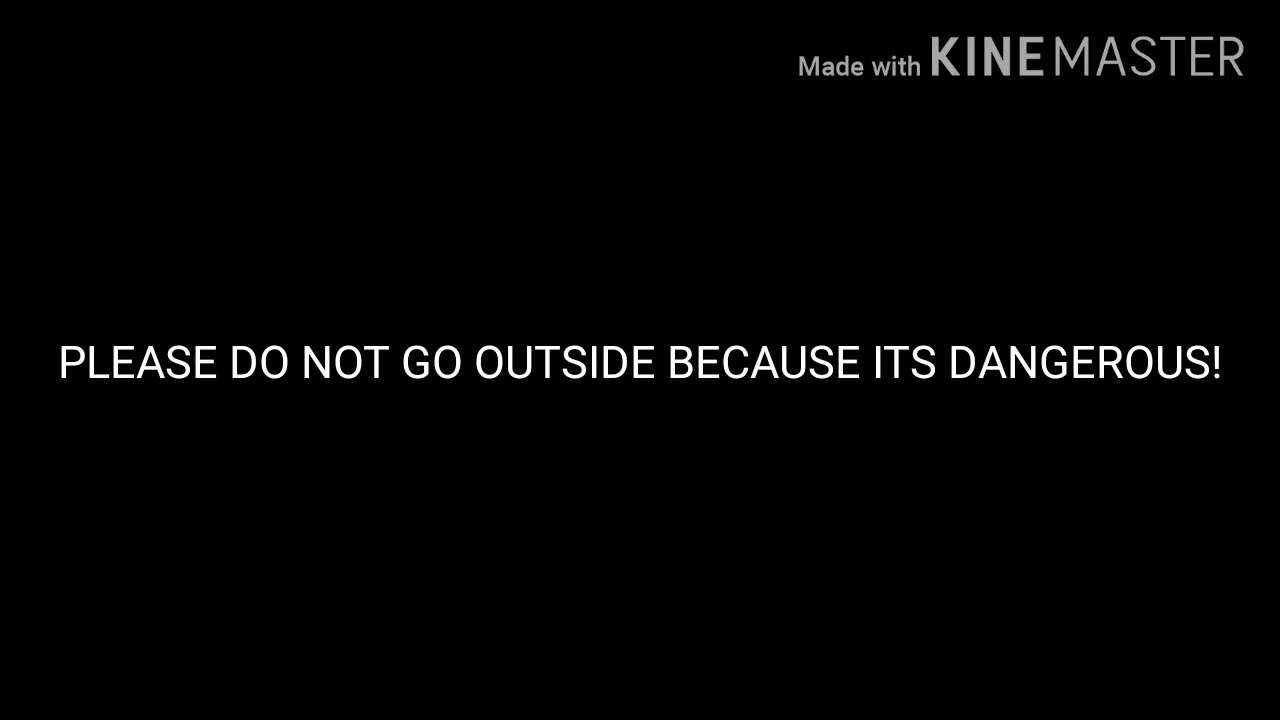 Made with KINEMASTER
PLEASE DO NOT GO OUTSIDE BECAUSE ITS DANGEROUS!